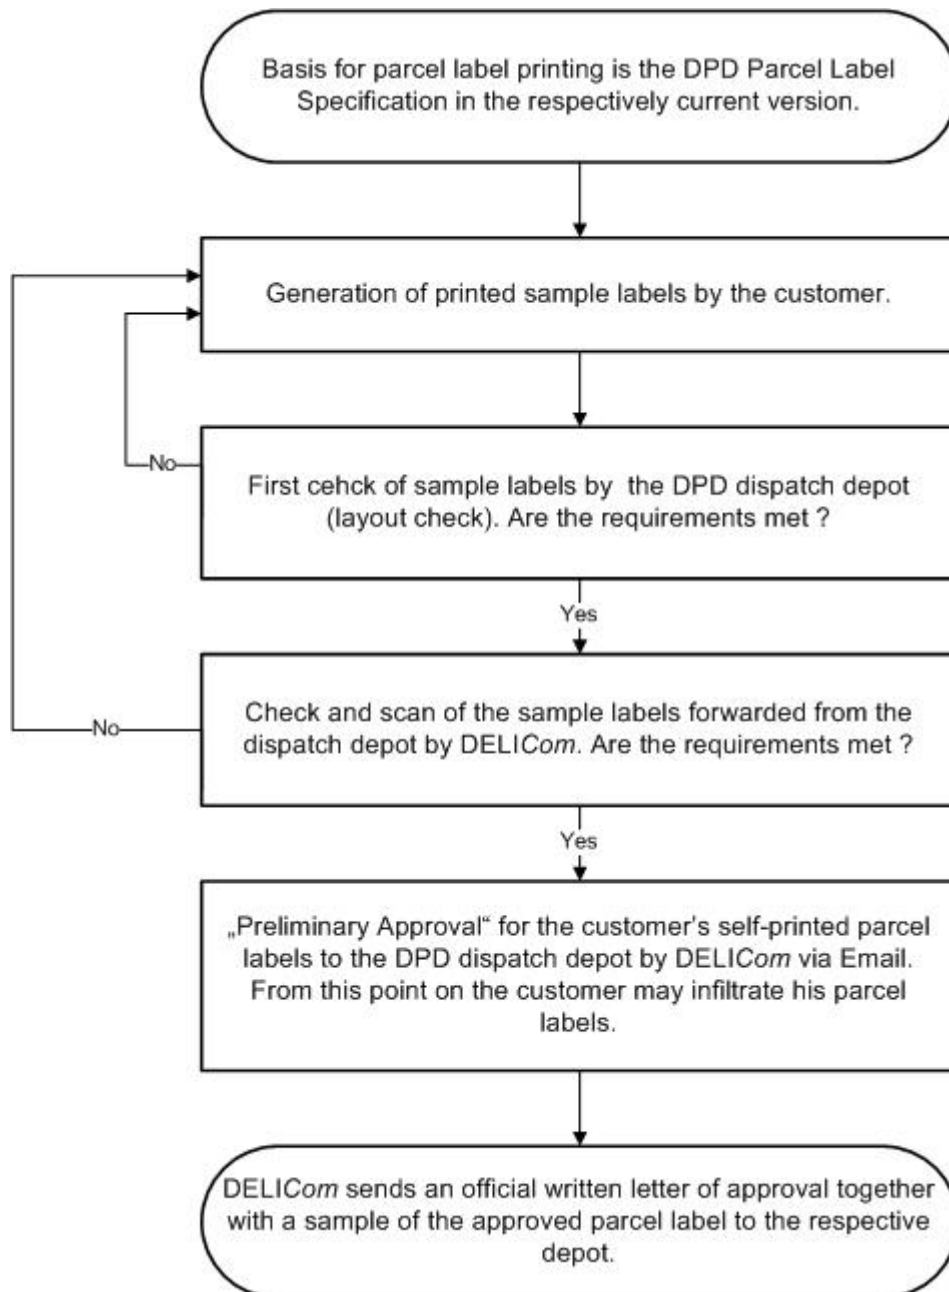 Basis for parcel label printing is the DPD Parcel Label
Specification in the respectively current version.
Generation of printed sample labels by the customer.
No
First cehck of sample labels by the DPD dispatch depot
(layout check). Are the requirements met ?
Yes
No
Check and scan of the sample labels forwarded from the
dispatch depot by DELICom. Are the requirements met ?
Yes
„Preliminary Approval“ for the customer's self-printed parcel
labels to the DPD dispatch depot by DELICom via Email.
From this point on the customer may infiltrate his parcel
labels.
DELICom sends an official written letter of approval together
with a sample of the approved parcel label to the respective
depot.